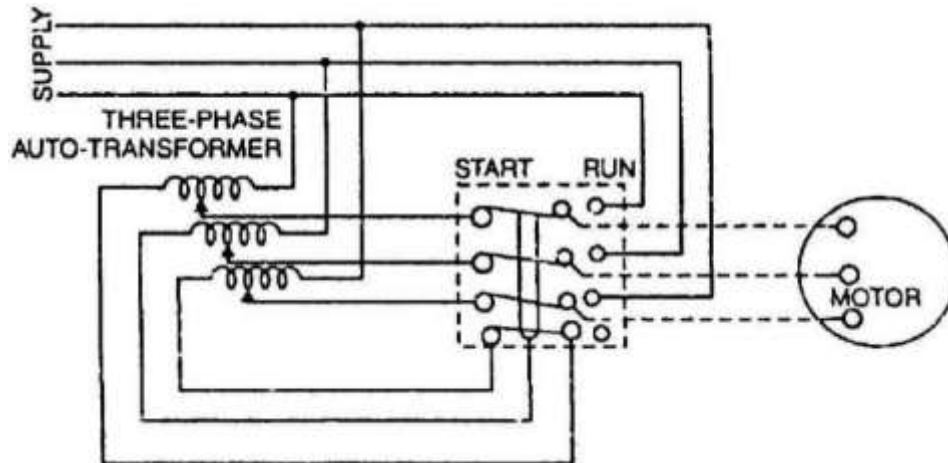 SUPPLY
THREE-PHASE
AUTO-TRANSFORMER
START RUN
MOTOR